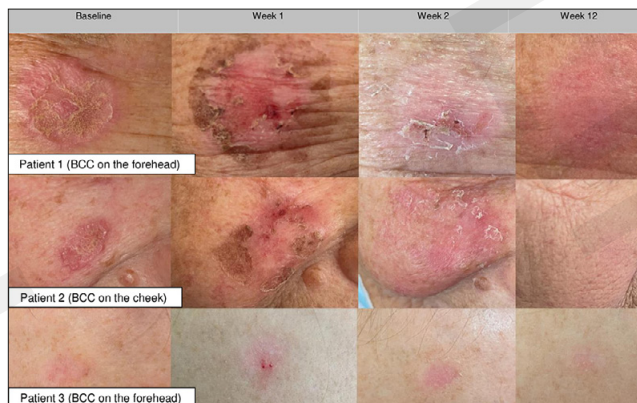 Baseline
Week 1
Week 2
Week 12
Patient 1 (BCC on the forehead)
Patient 2 (BCC on the cheek)
Patient 3 (BCC on the forehead)